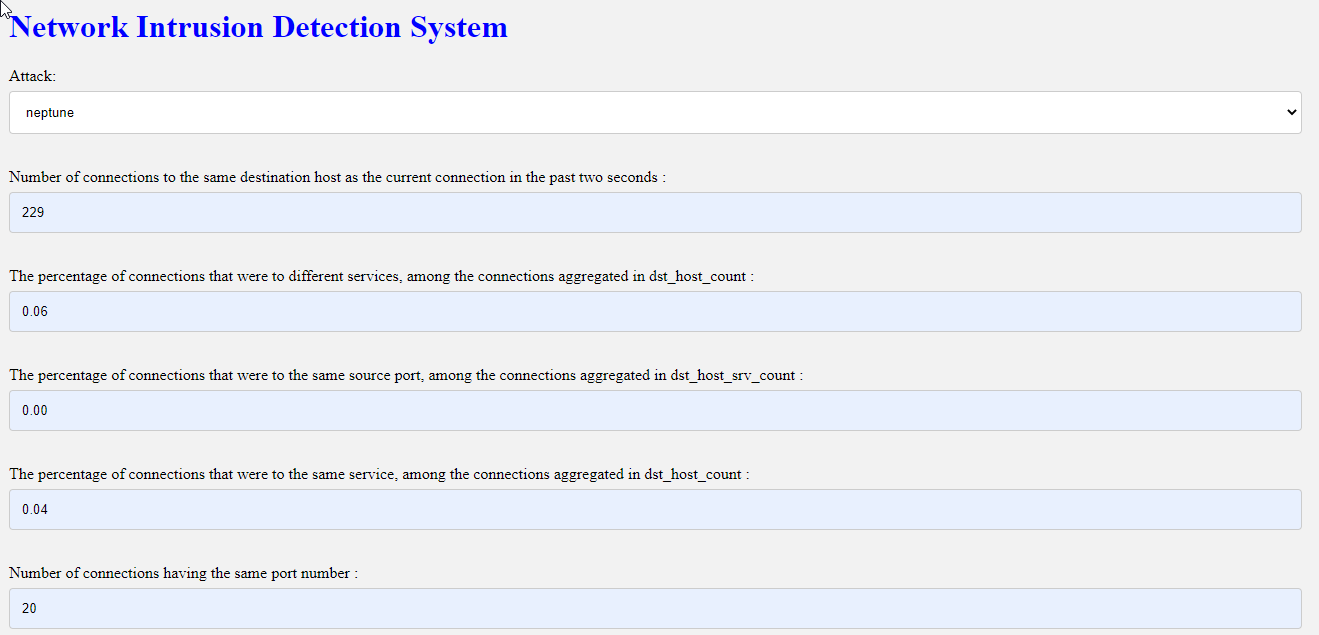 Network Intrusion Detection System
Attack:
neptune
Number of connections to the same destination host as the current connection in the past two seconds :
229
The percentage of connections that were to different services, among the connections aggregated in dst_host_count :
0.06
The percentage of connections that were to the same source port, among the connections aggregated in dst_host_srv_count :
0.00
The percentage of connections that were to the same service, among the connections aggregated in dst_host_count :
0.04
Number of connections having the same port number :
20